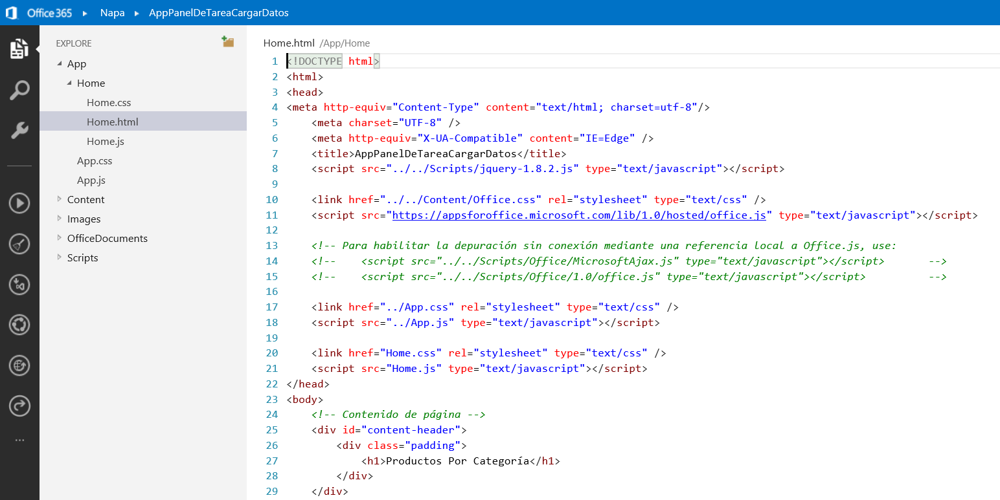 Office 365 ▸ Napa ▸ AppPanelDeTareaCargarDatos
EXPLORE
App
Home
Home.css
Home.html
Home.js
App.css
App.js
Content
Images
OfficeDocuments
Scripts
Home.html /App/Home
1 <!DOCTYPE html>
2 <html>
3 <head>
4 <meta http-equiv="Content-Type" content="text/html; charset=utf-8"/>
5     <meta charset="UTF-8" />
6     <meta http-equiv="X-UA-Compatible" content="IE=Edge" />
7     <title>AppPanelDeTareaCargarDatos</title>
8     <script src="../../Scripts/jquery-1.8.2.js" type="text/javascript"></script>
9
10     <link href="../../Content/Office.css" rel="stylesheet" type="text/css" />
11     <script src="https://appsforoffice.microsoft.com/lib/1.0/hosted/office.js" type="text/javascript"></script>
12
13     <!-- Para habilitar la depuración sin conexión mediante una referencia local a Office.js, use:
14     <!--    <script src="../../Scripts/Office/MicrosoftAjax.js" type="text/javascript"></script>       -->
15     <!--    <script src="../../Scripts/Office/1.0/office.js" type="text/javascript"></script>          -->
16
17     <link href="../App.css" rel="stylesheet" type="text/css" />
18     <script src="../App.js" type="text/javascript"></script>
19
20     <link href="Home.css" rel="stylesheet" type="text/css" />
21     <script src="Home.js" type="text/javascript"></script>
22 </head>
23 <body>
24     <!-- Contenido de página -->
25     <div id="content-header">
26         <div class="padding">
27             <h1>Productos Por Categoría</h1>
28         </div>
29     </div>